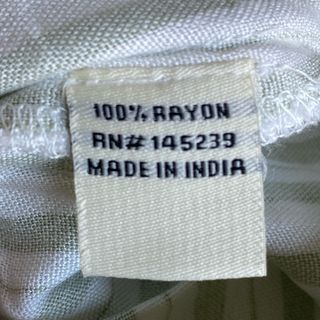 100% RAYON
RN# 145239
MADE IN INDIA